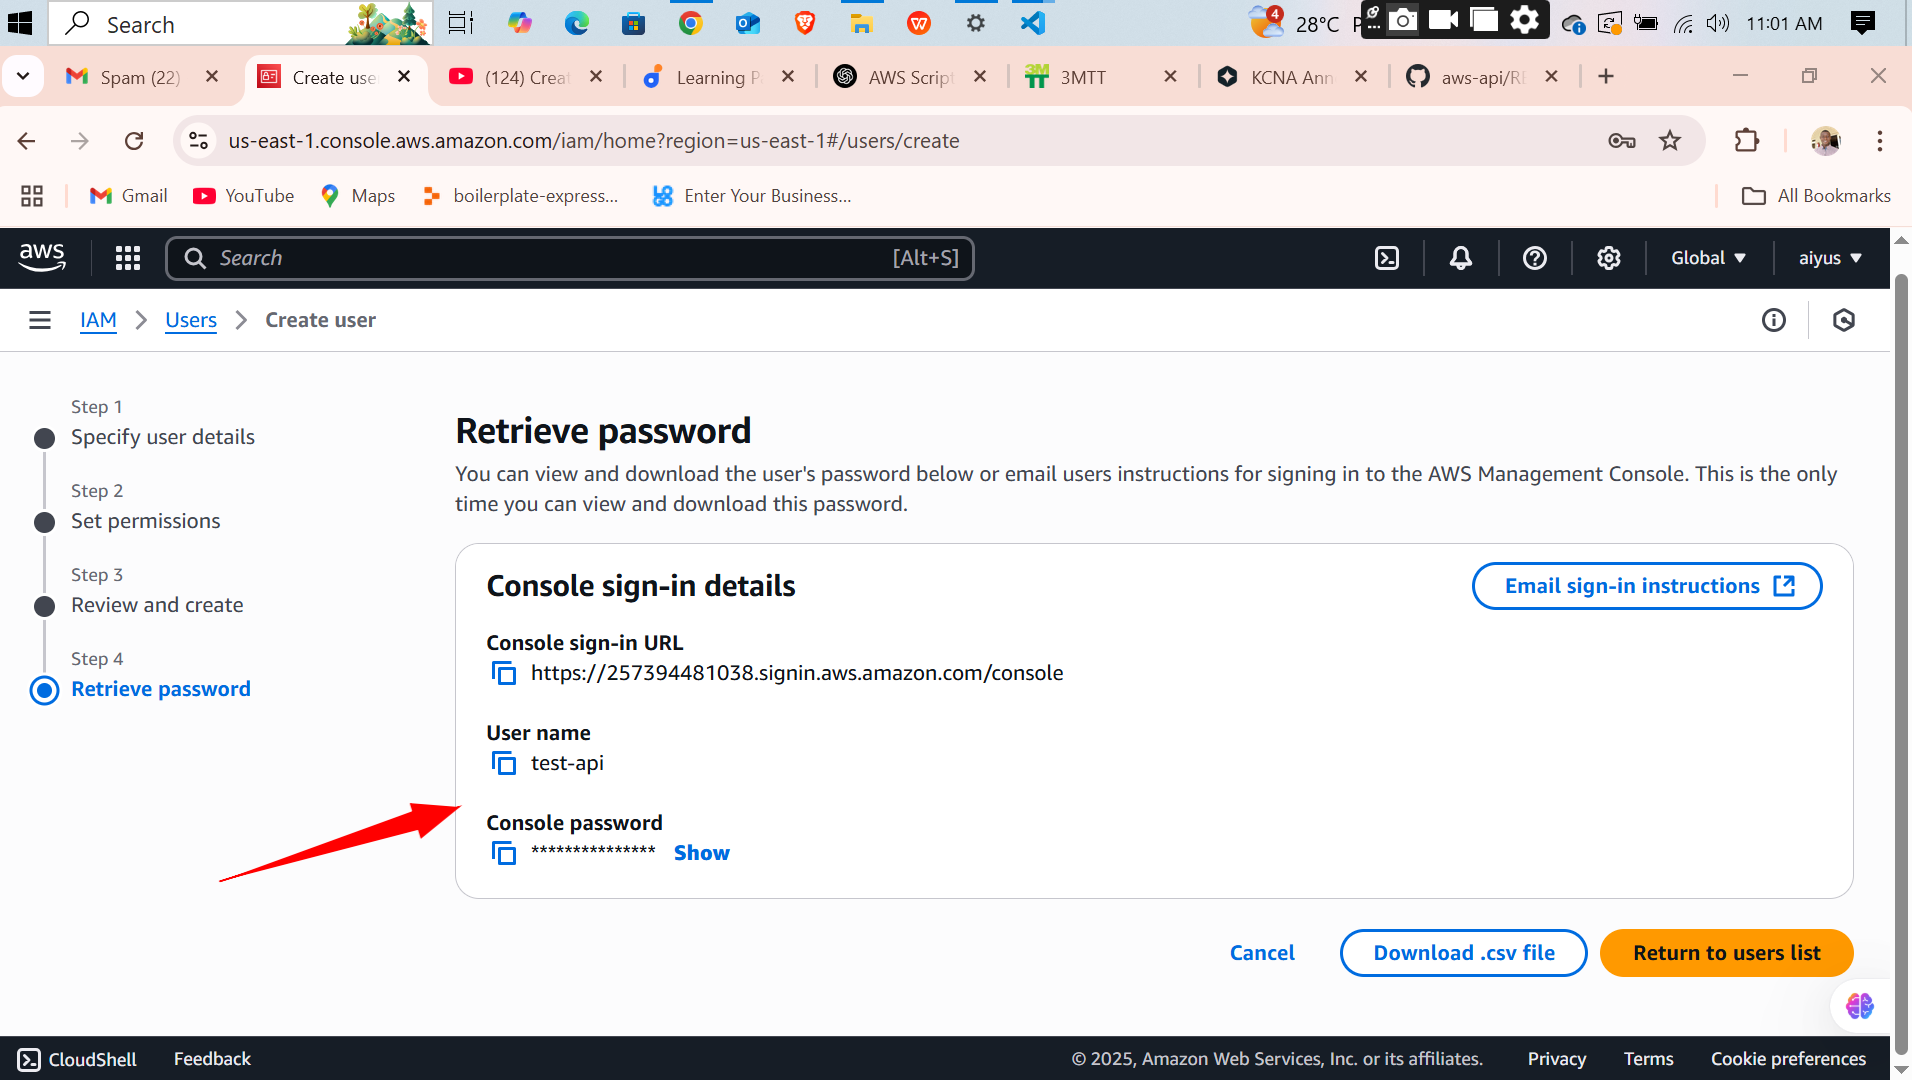 Search
4
28°C
11:01 AM
Spam (22)
Create use
(124) Creat
Learning P
AWS Script
3MTT
KCNA Ann
aws-api/RE
us-east-1.console.aws.amazon.com/iam/home?region=us-east-1#/users/create
Gmail
YouTube
Maps
boilerplate-express...
Enter Your Business...
All Bookmarks
aws
Search
[Alt+S]
Global
aiyus
IAM
Users
Create user
Step 1
Specify user details
Step 2
Set permissions
Step 3
Review and create
Step 4
Retrieve password
Retrieve password
You can view and download the user's password below or email users instructions for signing in to the AWS Management Console. This is the only
time you can view and download this password.
Console sign-in details
Email sign-in instructions
Console sign-in URL
https://257394481038.signin.aws.amazon.com/console
User name
test-api
Console password
*************** Show
Cancel
Download .csv file
Return to users list
CloudShell
Feedback
© 2025, Amazon Web Services, Inc. or its affiliates.
Privacy
Terms
Cookie preferences